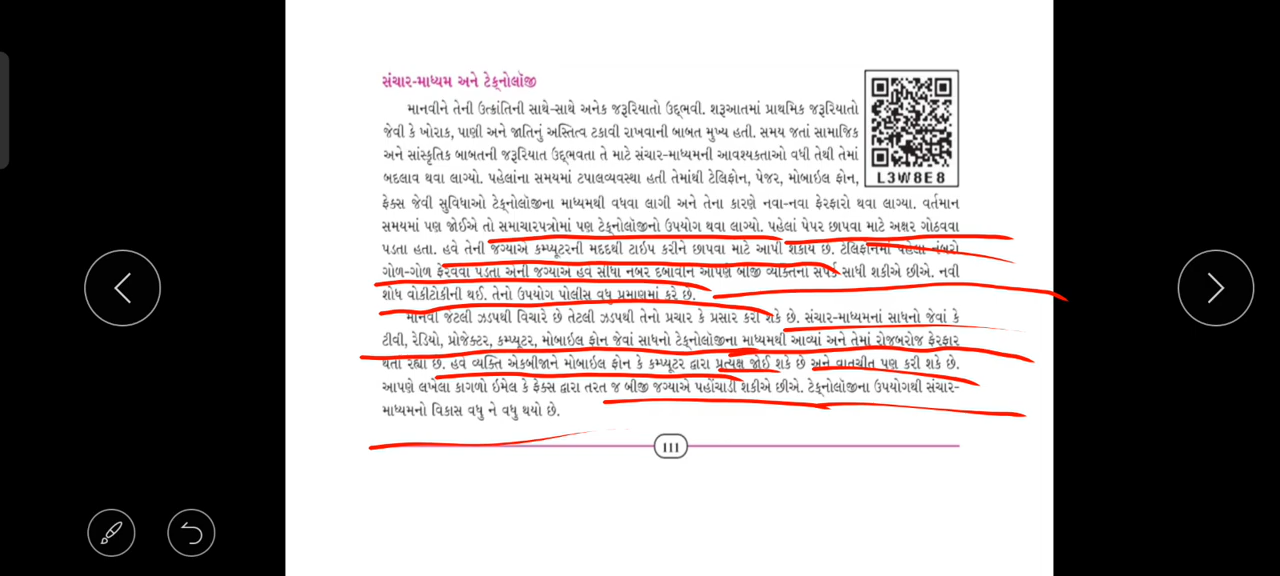 સંચાર-માધ્યમ અને ટેક્નોલૉજી
માનવીને તેની ઉત્ક્રાંતિની સાથે-સાથે અનેક જરૂરિયાતો ઉદ્ભવી. શરૂઆતમાં પ્રાથમિક જરૂરિયાતો
જેવી કે ખોરાક, પાણી અને જાતિનું અસ્તિત્વ ટકાવી રાખવાની બાબત મુખ્ય હતી. સમય જતાં સામાજિક
અને સાંસ્કૃતિક બાબતની જરૂરિયાત ઉદ્ભવતા તે માટે સંચાર-માધ્યમની આવશ્યકતાઓ વધી તેથી તેમાં
બદલાવ થવા લાગ્યો. પહેલાંના સમયમાં ટપાલવ્યવસ્થા હતી તેમાંથી ટેલિફોન, પેજર, મોબાઇલ ફોન,
L3W8E8
ફેક્સ જેવી સુવિધાઓ ટેક્નોલૉજીના માધ્યમથી વધવા લાગી અને તેના કારણે નવા-નવા ફેરફારો થવા લાગ્યા. વર્તમાન
સમયમાં પણ જોઈએ તો સમાચારપત્રોમાં પણ ટેક્નોલૉજીનો ઉપયોગ થવા લાગ્યો. પહેલાં પેપર છાપવા માટે અક્ષર ગોઠવવા
પડતા હતા. હવે તેની જગ્યાએ કમ્પ્યૂટરની મદદથી ટાઇપ કરીને છાપવા માટે આપી શકાય છે. ટેલિફોનમાં પહેલા નંબરો
ગોળ-ગોળ ફેરવવા પડતા એની જગ્યાએ હવે સીધા નંબર દબાવીને આપણે બીજી વ્યક્તિનો સંપર્ક સાધી શકીએ છીએ. નવી
શોધ વોકીટોકીની થઈ. તેનો ઉપયોગ પોલીસ વધુ પ્રમાણમાં કરે છે.
માનવી જેટલી ઝડપથી વિચારે છે તેટલી ઝડપથી તેનો પ્રચાર કે પ્રસાર કરી શકે છે. સંચાર-માધ્યમનાં સાધનો જેવાં કે
ટીવી, રેડિયો, પ્રોજેક્ટર, કમ્પ્યૂટર, મોબાઇલ ફોન જેવાં સાધનો ટેક્નોલૉજીના માધ્યમથી આવ્યાં અને તેમાં રોજબરોજ ફેરફાર
થતા રહ્યા છે. હવે વ્યક્તિ એકબીજાને મોબાઇલ ફોન કે કમ્પ્યૂટર દ્વારા પ્રત્યક્ષ જોઈ શકે છે અને વાતચીત પણ કરી શકે છે.
આપણે લખેલા કાગળો ઇમેલ કે ફેક્સ દ્વારા તરત જ બીજી જગ્યાએ પહોંચાડી શકીએ છીએ. ટેક્નોલૉજીના ઉપયોગથી સંચાર-
માધ્યમનો વિકાસ વધુ ને વધુ થયો છે.
111